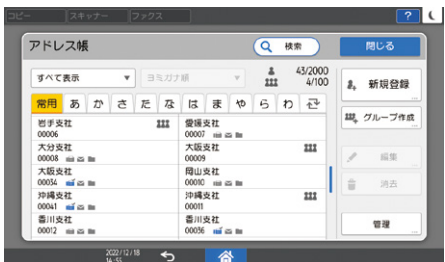 コピー スキャナー ファクス
?
アドレス帳 検索 閉じる
すべて表示 ▼ ヨミガナ順 ▼ 43/2000
4/100
新規登録
常用 あ か さ た な は ま や ら わ
グループ作成
岩手支社 愛媛支社
00006 00007
大分支社 大阪支社
00008 00009
編集
大阪支社 岡山支社
00034 00010
消去
沖縄支社 沖縄支社
00041 00011
香川支社 香川支社
00012 00036
管理
2022/12/18
14:55